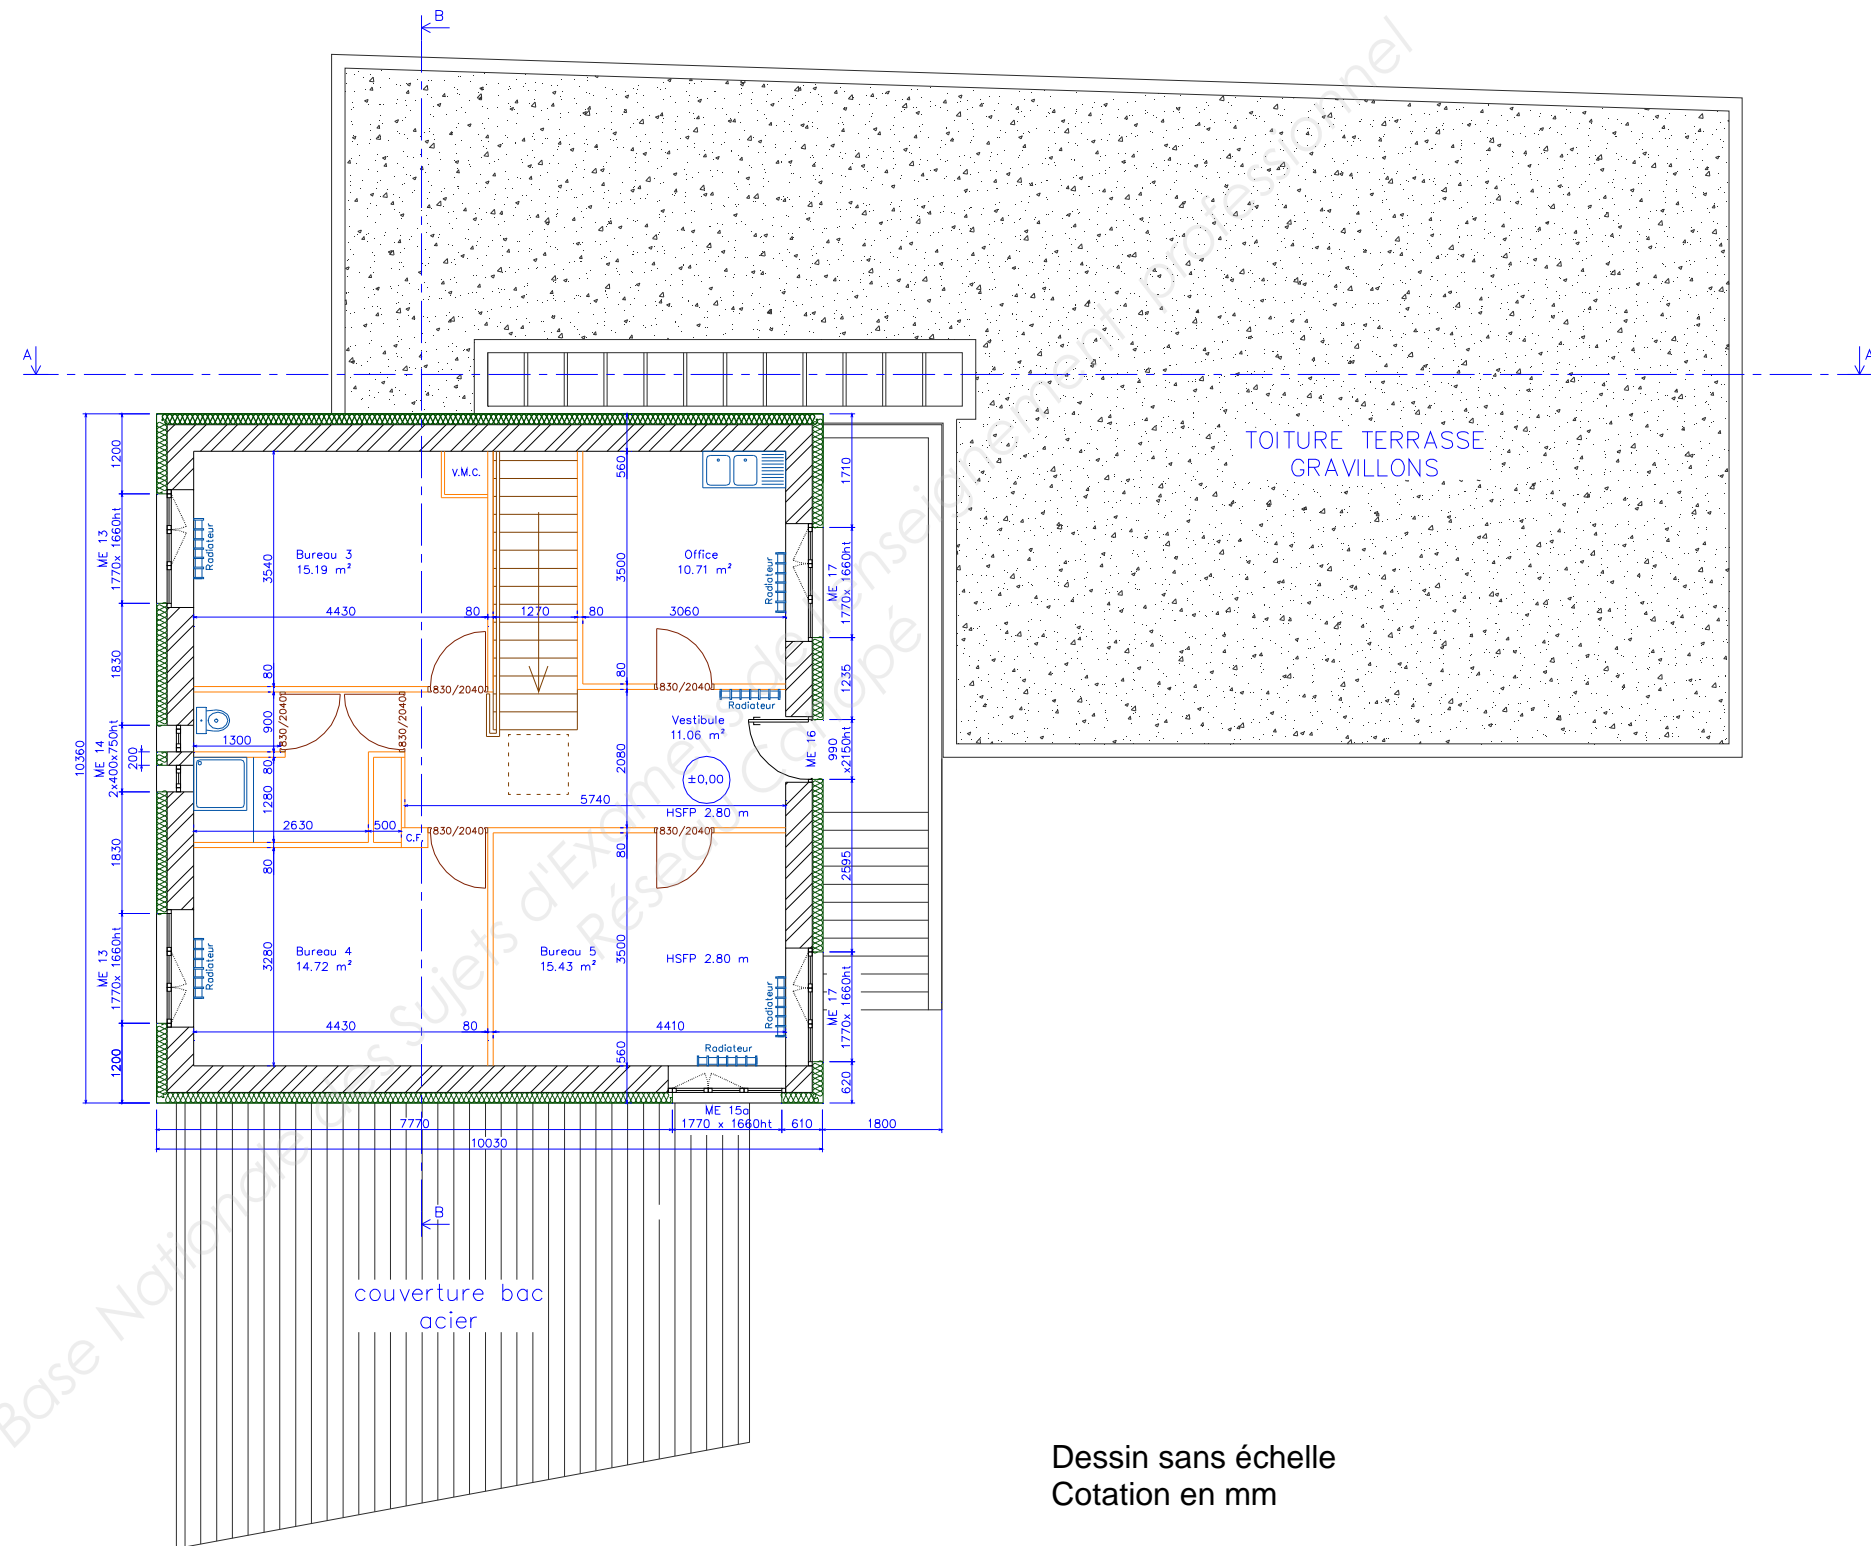 B
A
A
TOITURE TERRASSE
GRAVILLONS
1200
ME 13
1770x 1660ht
1830
ME 14
2x400x750ht
200
10360
1830
ME 13
1770x 1660ht
1200
V.M.C.
560
1710
Radiateur
Bureau 3
15.19 m²
3540
3500
Office
10.71 m²
Radiateur
ME 17
1770x 1660ht
4430
80
1270
80
3060
80
80
1235
830/2040
830/2040
Radiateur
830/2040
830/2040
900
1300
Vestibule
11.06 m²
ME 16
990
x2150ht
80
2080
±0,00
1280
5740
HSFP 2.80 m
2630
500
C.F.
830/2040
830/2040
80
80
2595
Radiateur
3280
Bureau 4
14.72 m²
Bureau 5
15.43 m²
3500
HSFP 2.80 m
Radiateur
ME 17
1770x 1660ht
4430
80
4410
560
Radiateur
620
ME 15a
7770
1770 x 1660ht
610
1800
10030
B
couverture bac
acier
Dessin sans échelle
Cotation en mm
Base Nationale des Sujets d'Examens de l'enseignement professionnel
Réseau Canopé